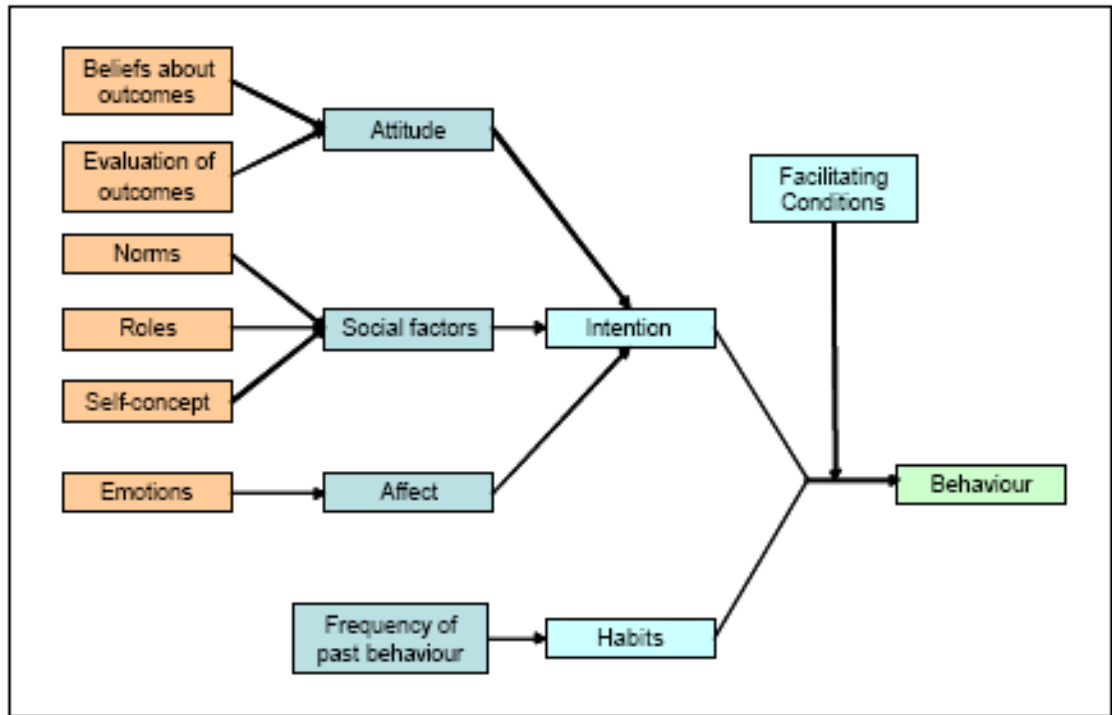 Beliefs about
outcomes
Evaluation of
outcomes
Norms
Roles
Self-concept
Emotions
Attitude
Social factors
Affect
Frequency of
past behaviour
Intention
Habits
Facilitating
Conditions
Behaviour